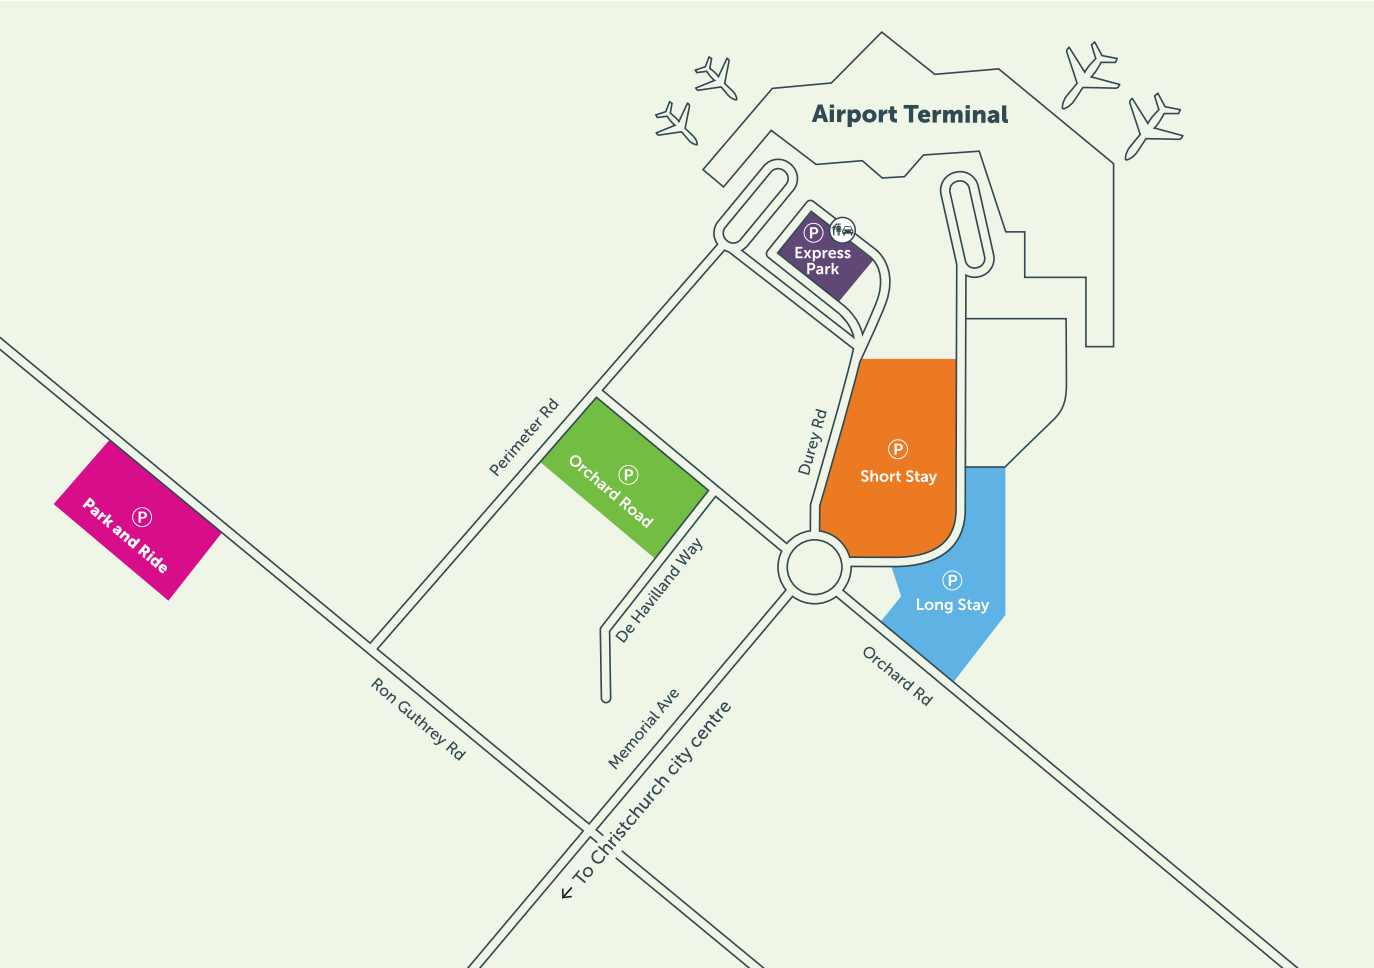 Airport Terminal
P
Express
Park
Perimeter Rd
Durey Rd
P
Orchard Road
P
Short Stay
P
Park and Ride
De Havilland Way
P
Long Stay
Orchard Rd
Ron Guthrey Rd
Memorial Ave
← To Christchurch city centre